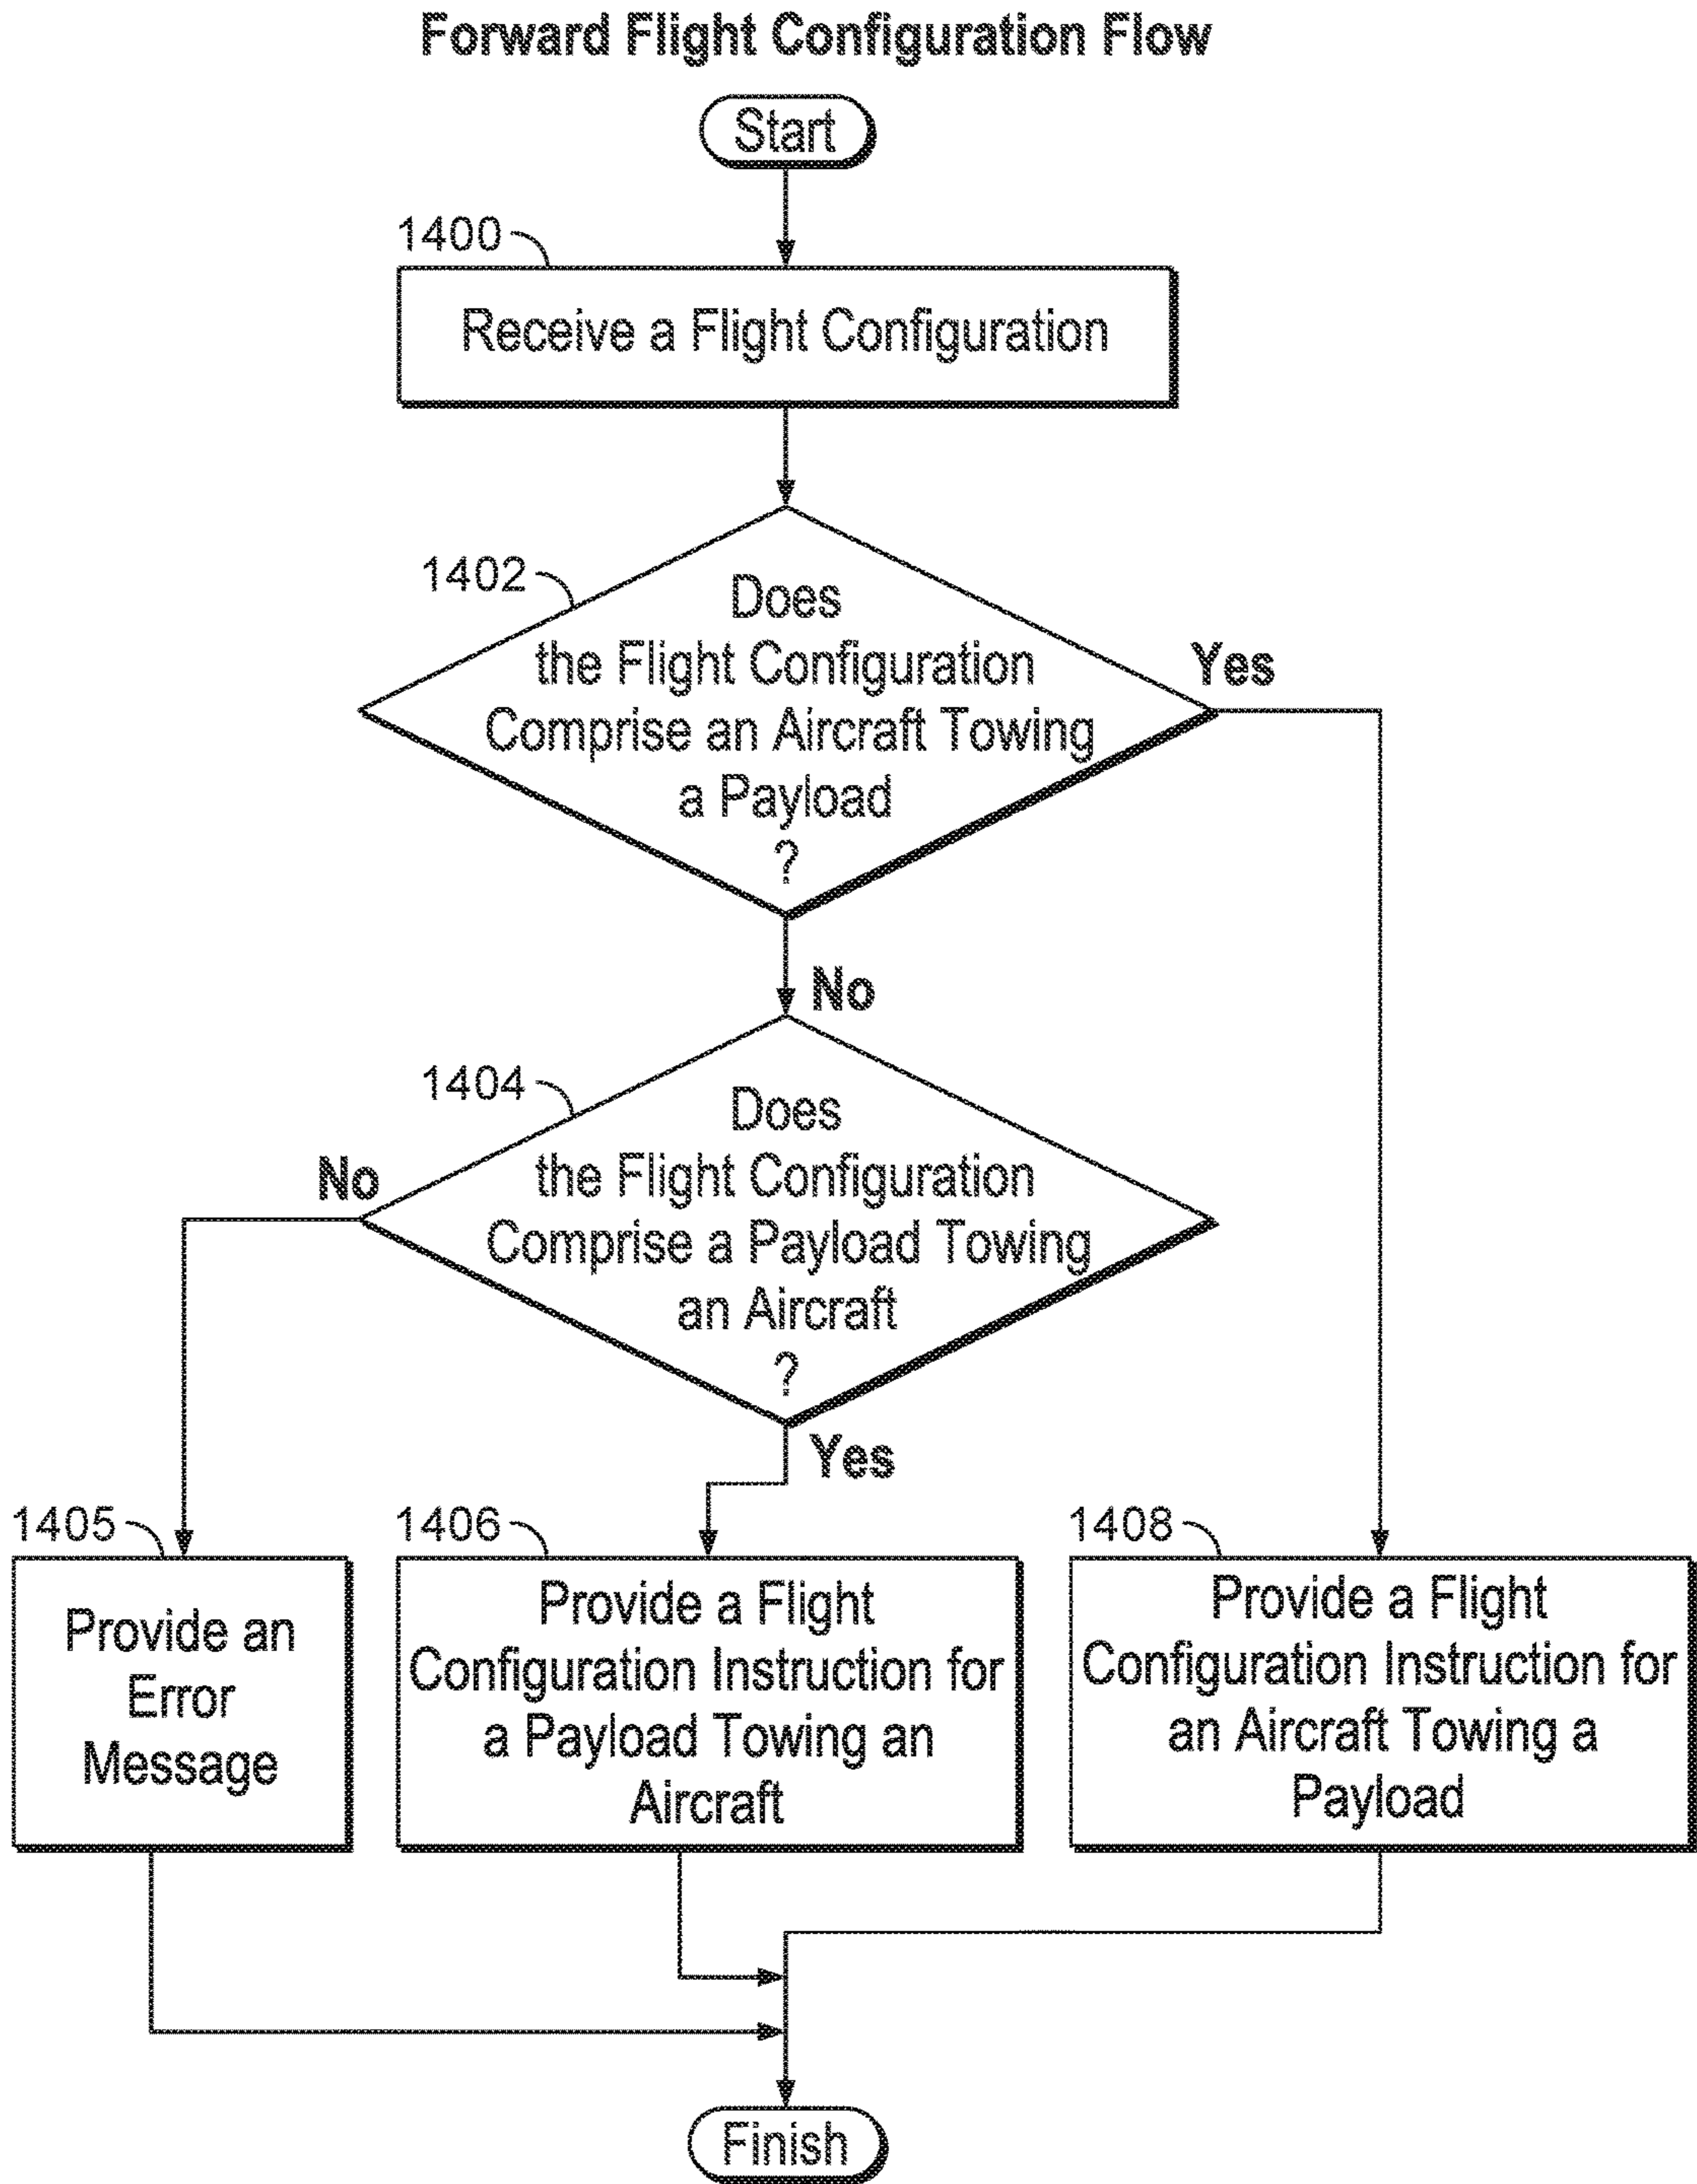 Forward Flight Configuration Flow
Start
1400
Receive a Flight Configuration
1402
Does
the Flight Configuration
Comprise an Aircraft Towing
a Payload
?
Yes
No
1404
Does
the Flight Configuration
Comprise a Payload Towing
an Aircraft
?
No
Yes
1405
Provide an
Error
Message
1406
Provide a Flight
Configuration Instruction for
a Payload Towing an
Aircraft
1408
Provide a Flight
Configuration Instruction for
an Aircraft Towing a
Payload
Finish